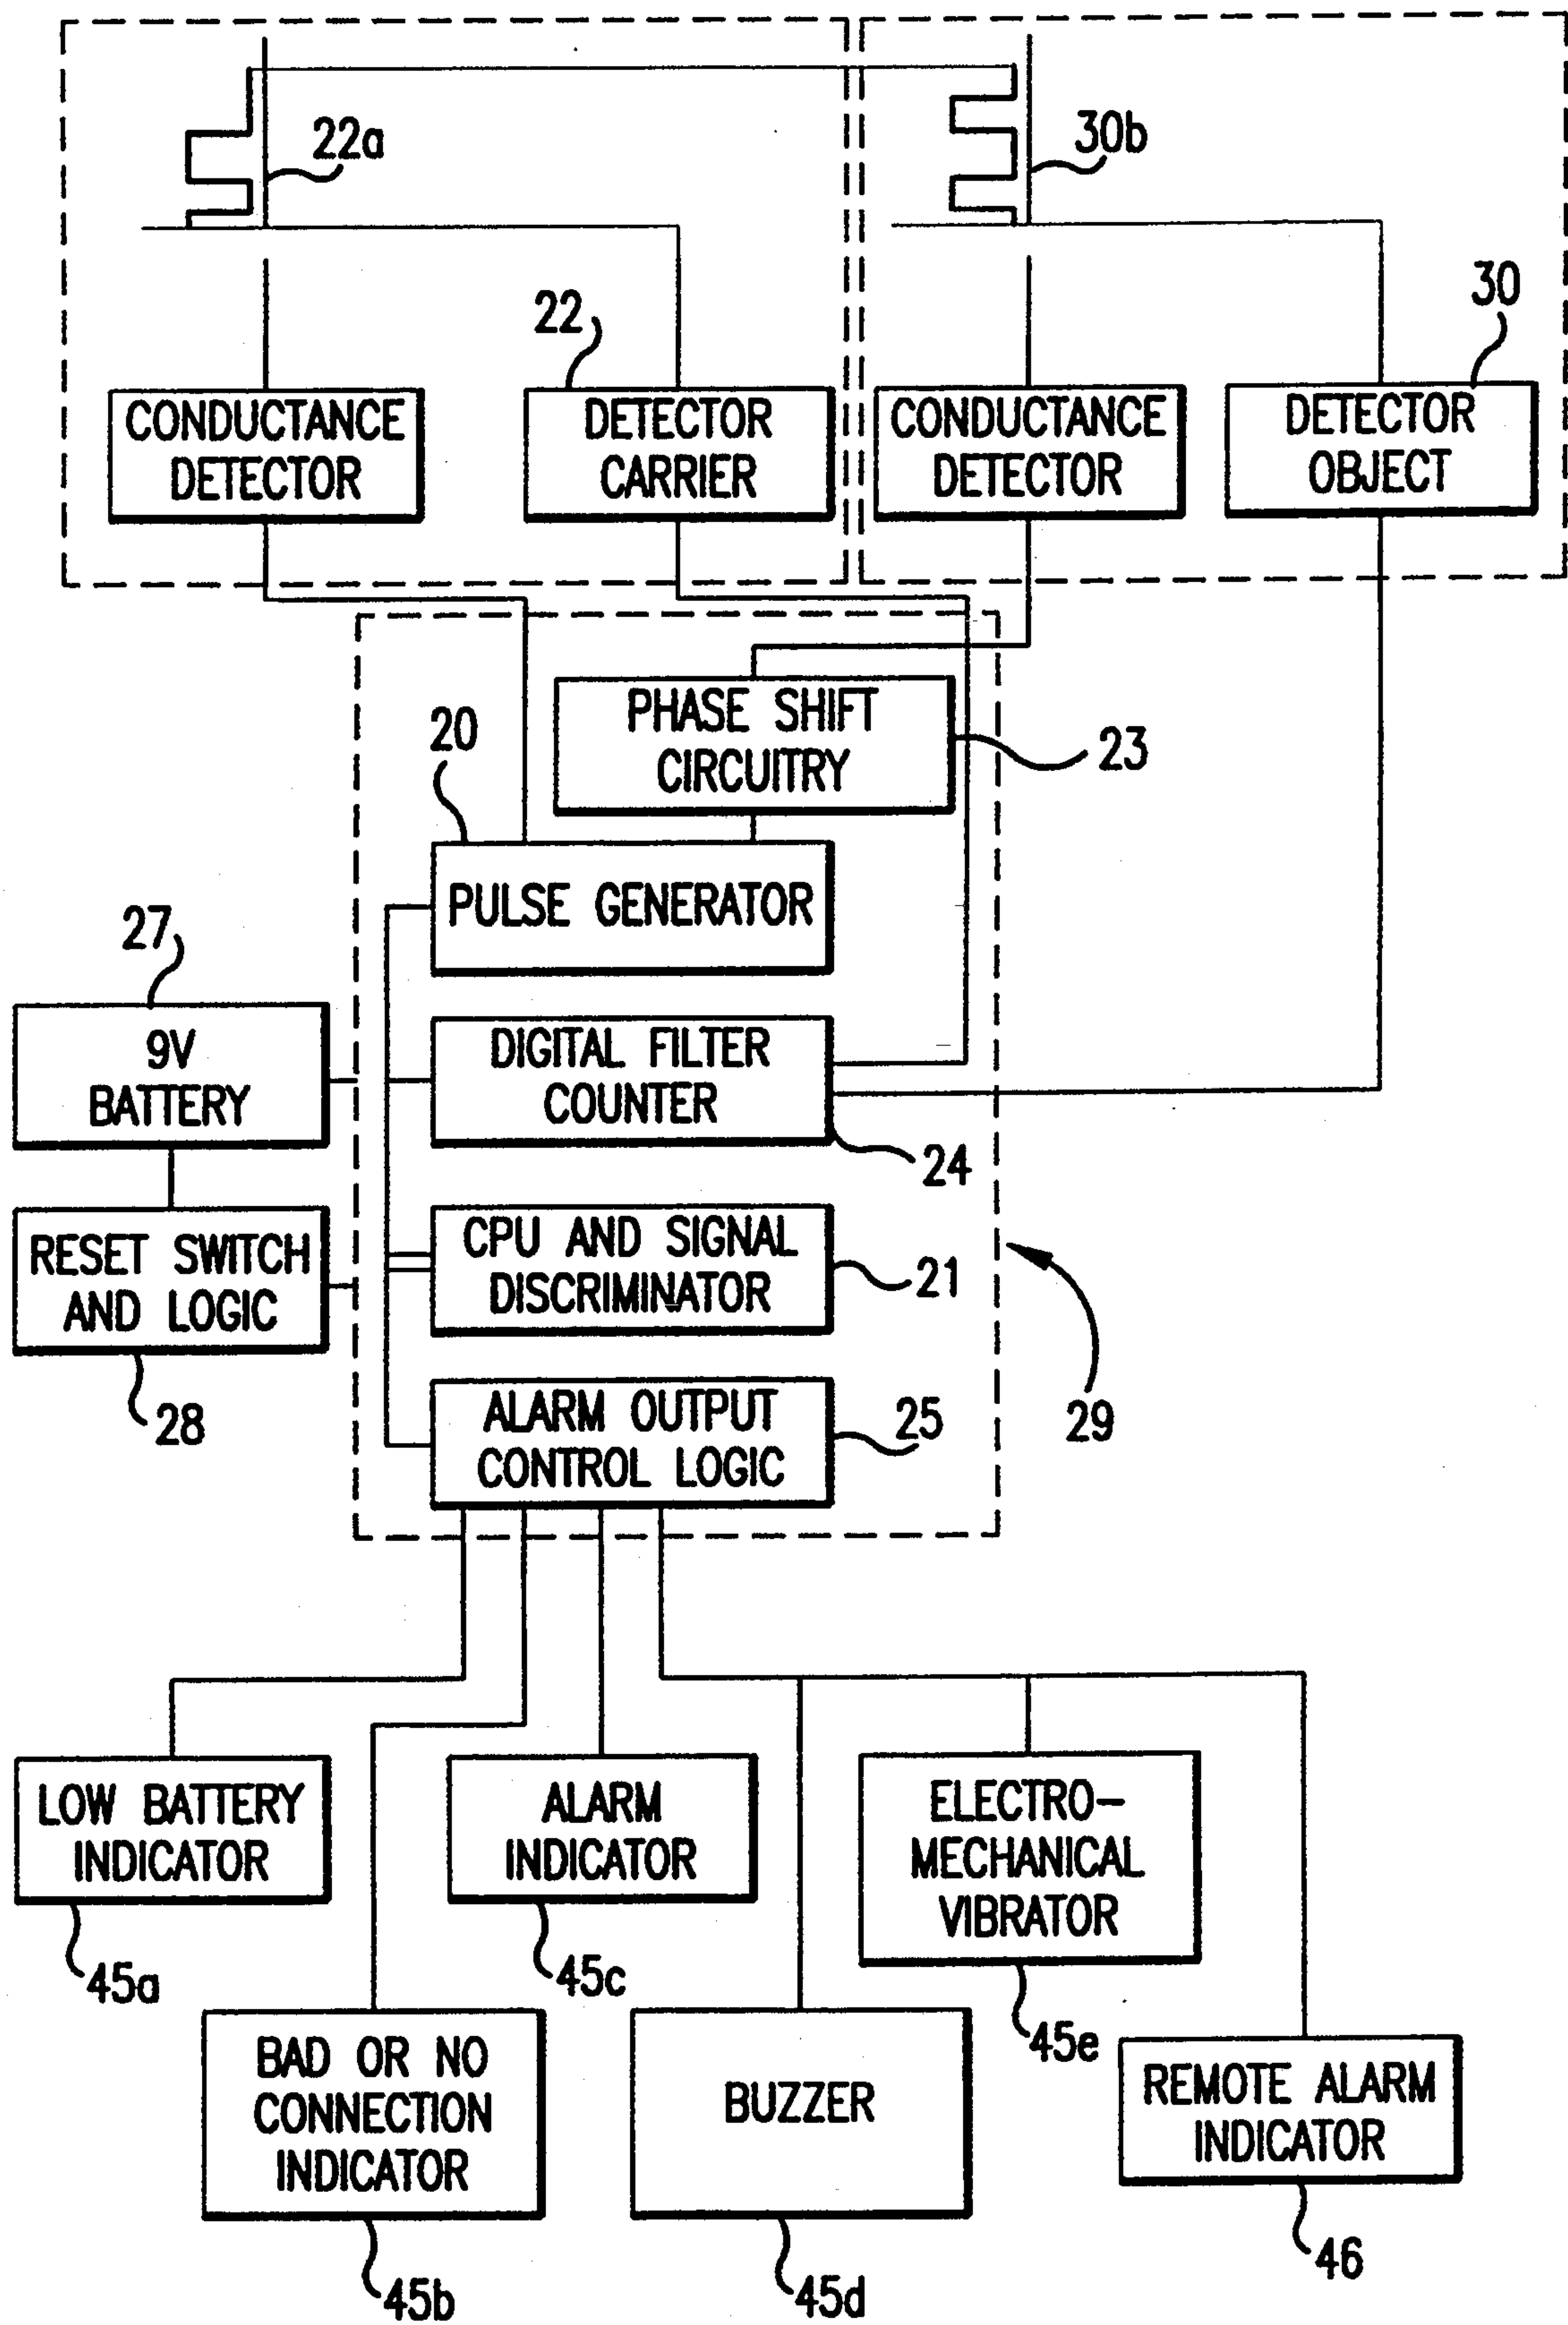 22a
30b
22
30
CONDUCTANCE
DETECTOR
DETECTOR
CARRIER
CONDUCTANCE
DETECTOR
DETECTOR
OBJECT
PHASE SHIFT
CIRCUITRY
23
20
PULSE GENERATOR
27
9V
BATTERY
DIGITAL FILTER
COUNTER
24
RESET SWITCH
AND LOGIC
28
CPU AND SIGNAL
DISCRIMINATOR
21
29
ALARM OUTPUT
CONTROL LOGIC
25
LOW BATTERY
INDICATOR
45a
ALARM
INDICATOR
45c
ELECTRO-
MECHANICAL
VIBRATOR
45e
BAD OR NO
CONNECTION
INDICATOR
45b
BUZZER
45d
REMOTE ALARM
INDICATOR
46